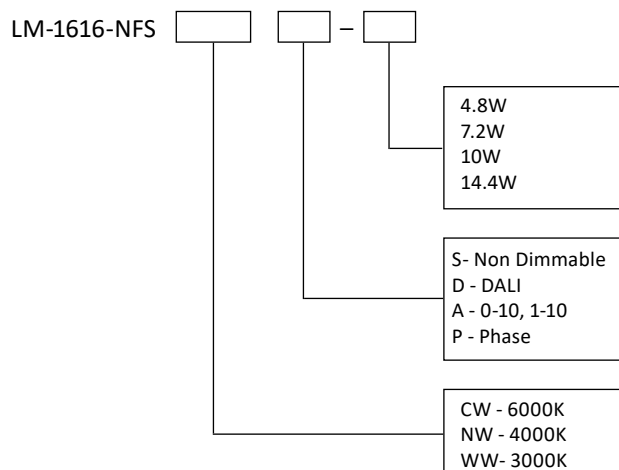 LM-1616-NFS –
4.8W
7.2W
10W
14.4W
S- Non Dimmable
D - DALI
A - 0-10, 1-10
P - Phase
CW - 6000K
NW - 4000K
WW- 3000K